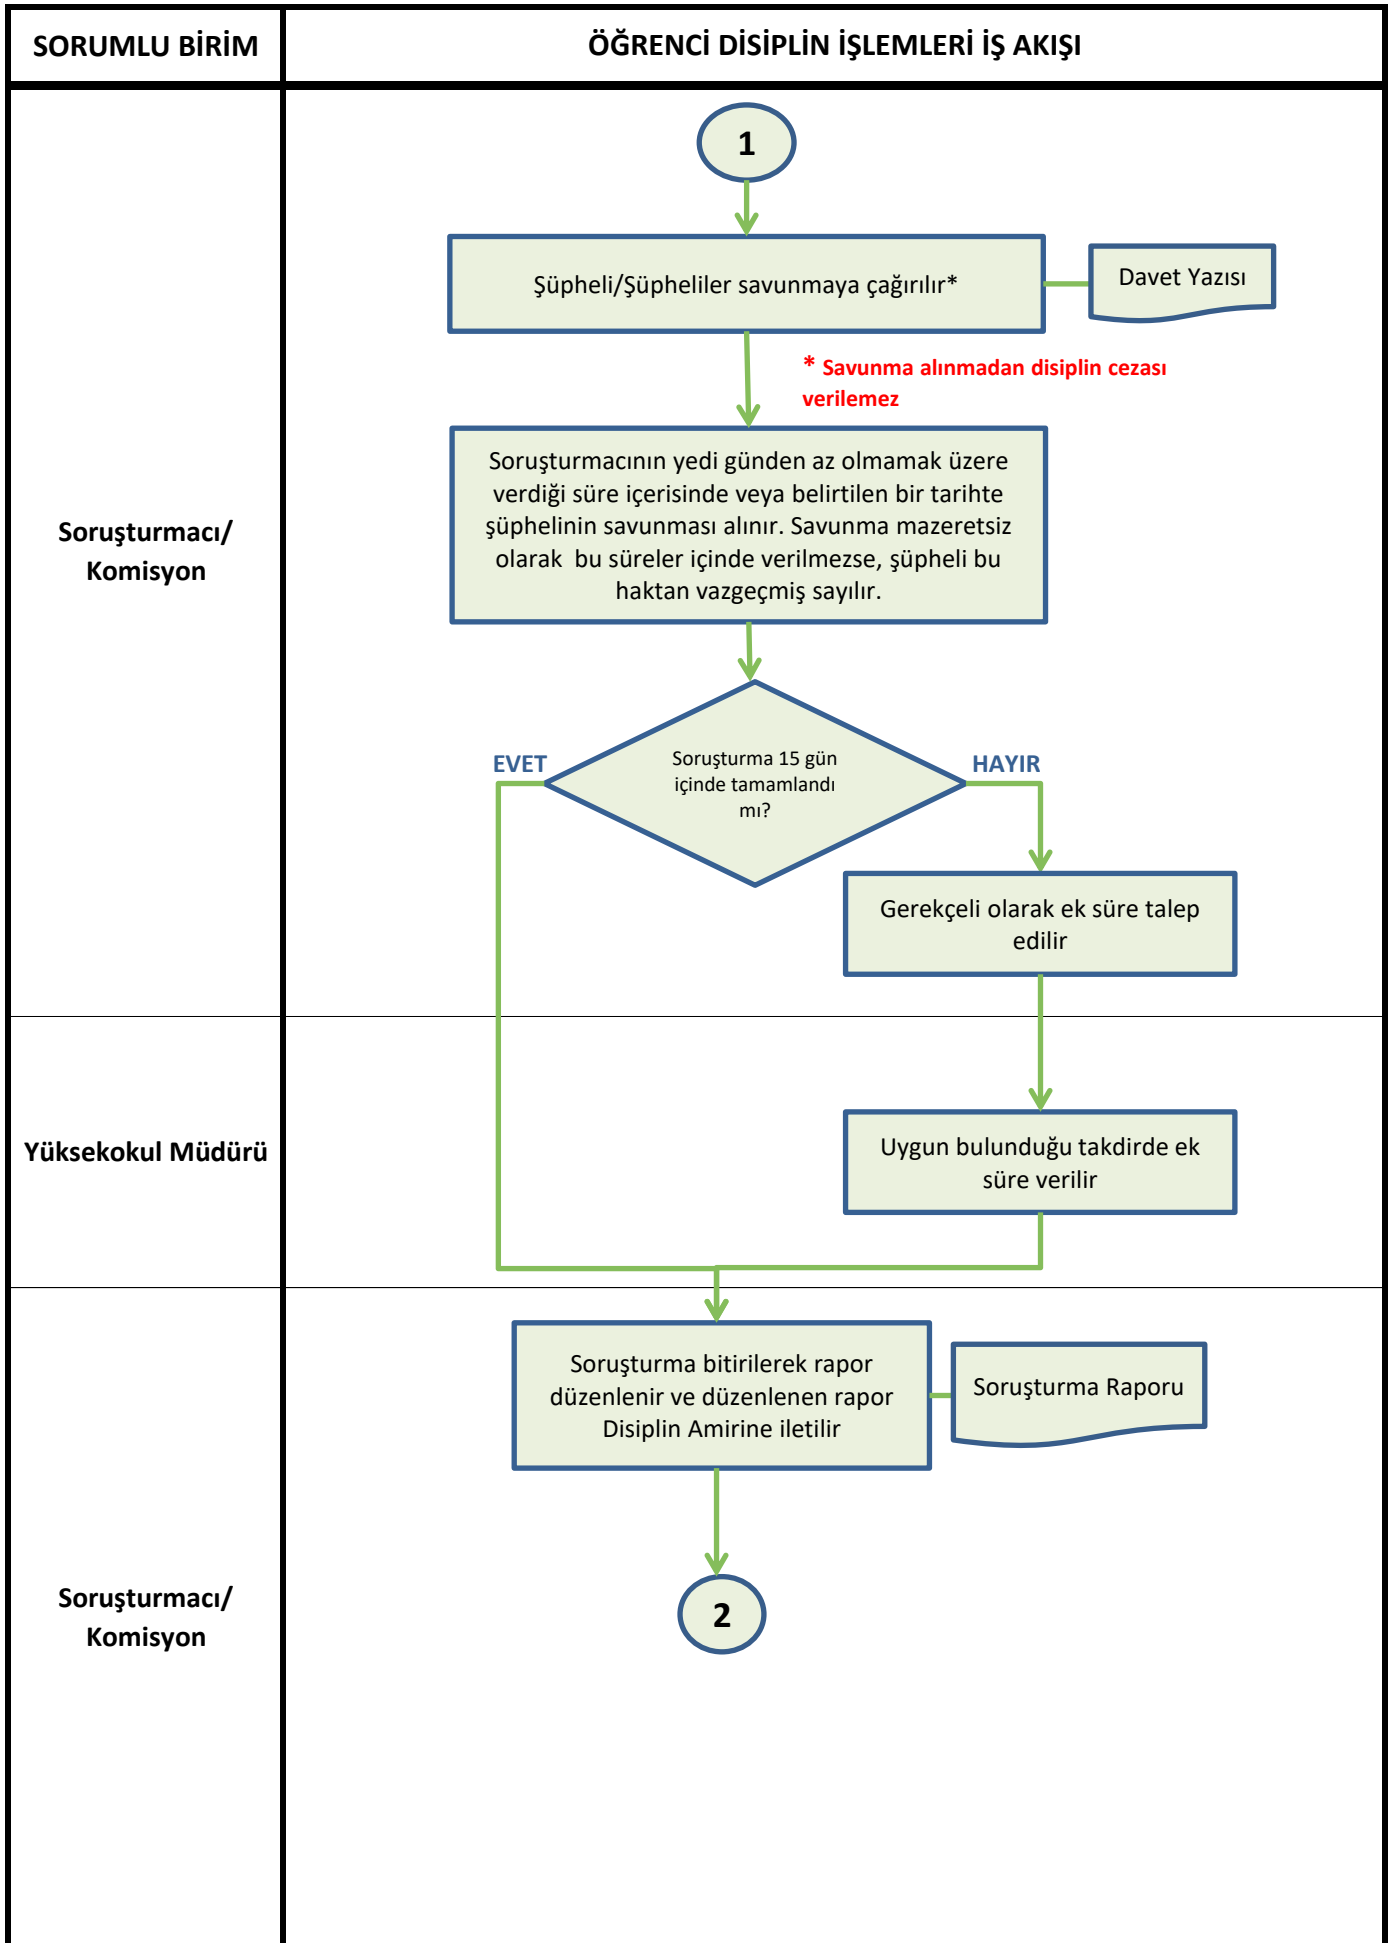 SORUMLU BİRİM
ÖĞRENCİ DİSİPLİN İŞLEMLERİ İŞ AKIŞI
1
Şüpheli/Şüpheliler savunmaya çağırılır*
Davet Yazısı
* Savunma alınmadan disiplin cezası
verilemez
Soruşturmacının yedi günden az olmamak üzere
verdiği süre içerisinde veya belirtilen bir tarihte
şüphelinin savunması alınır. Savunma mazeretsiz
olarak  bu süreler içinde verilmezse, şüpheli bu
haktan vazgeçmiş sayılır.
Soruşturmacı/
Komisyon
EVET
Soruşturma 15 gün
içinde tamamlandı
mı?
HAYIR
Gerekçeli olarak ek süre talep
edilir
Yüksekokul Müdürü
Uygun bulunduğu takdirde ek
süre verilir
Soruşturma bitirilerek rapor
düzenlenir ve düzenlenen rapor
Disiplin Amirine iletilir
Soruşturma Raporu
Soruşturmacı/
Komisyon
2